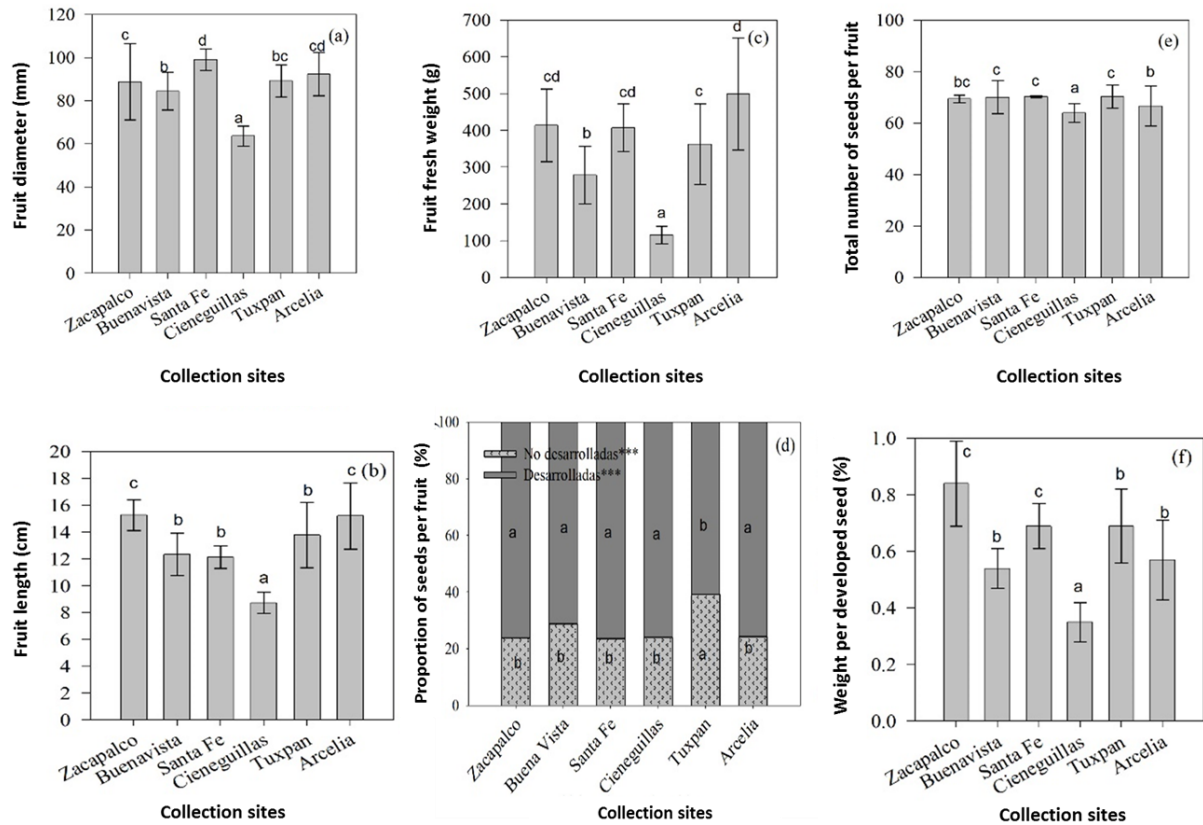 (a)
Fruit diameter (mm)
120
100
80
60
40
20
0
c
b
d
a
bc
cd
Zacapalco
Buenavista
Santa Fe
Cieneguillas
Tuxpan
Arcelia
Collection sites
(c)
Fruit fresh weight (g)
700
600
500
400
300
200
100
0
cd
b
cd
a
c
d
Zacapalco
Buenavista
Santa Fe
Cieneguillas
Tuxpan
Arcelia
Collection sites
(e)
Total number of seeds per fruit
100
80
60
40
20
0
bc
c
c
a
c
b
Zacapalco
Buenavista
Santa Fe
Cieneguillas
Tuxpan
Arcelia
Collection sites
(b)
Fruit length (cm)
20
18
16
14
12
10
8
6
4
2
0
c
b
b
a
b
c
Zacapalco
Buenavista
Santa Fe
Cieneguillas
Tuxpan
Arcelia
Collection sites
(d)
Proportion of seeds per fruit (%)
100
80
60
40
20
0
No desarrolladas***
Desarrolladas***
a
a
a
a
b
a
b
b
b
b
a
b
Zacapalco
Buena Vista
Santa Fe
Cieneguillas
Tuxpan
Arcelia
Collection sites
(f)
Weight per developed seed (%)
1.0
0.8
0.6
0.4
0.2
0.0
c
b
c
a
b
b
Zacapalco
Buenavista
Santa Fe
Cieneguillas
Tuxpan
Arcelia
Collection sites